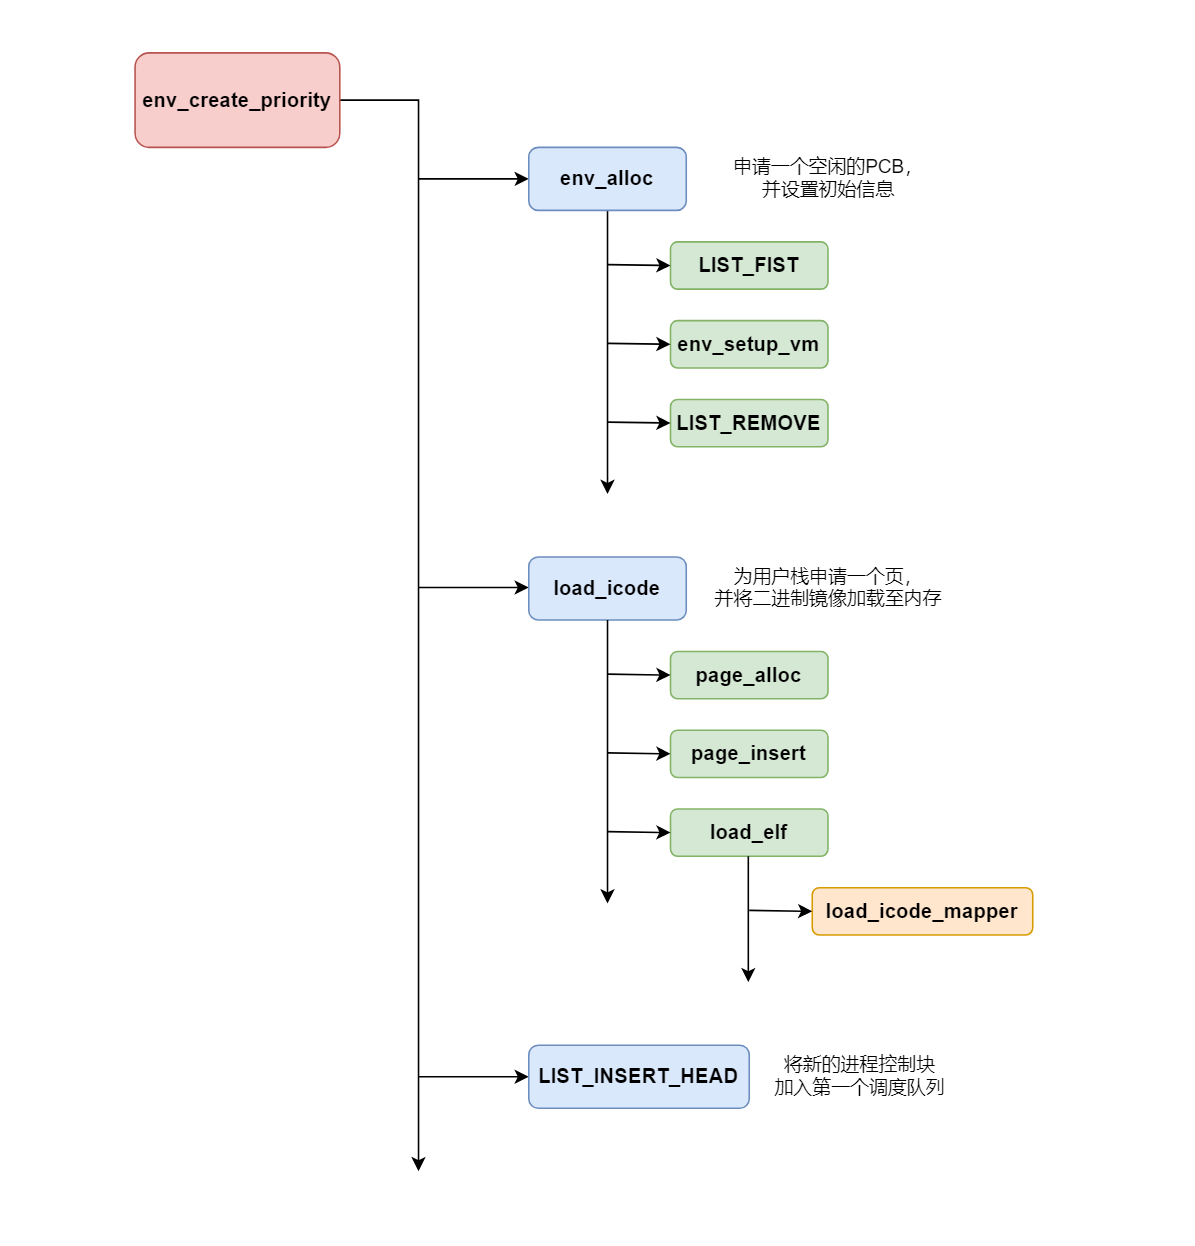 env_create_priority
env_alloc
申请一个空闲的PCB，
并设置初始信息
LIST_FIST
env_setup_vm
LIST_REMOVE
load_icode
为用户栈申请一个页，
并将二进制镜像加载至内存
page_alloc
page_insert
load_elf
load_icode_mapper
LIST_INSERT_HEAD
将新的进程控制块
加入第一个调度队列